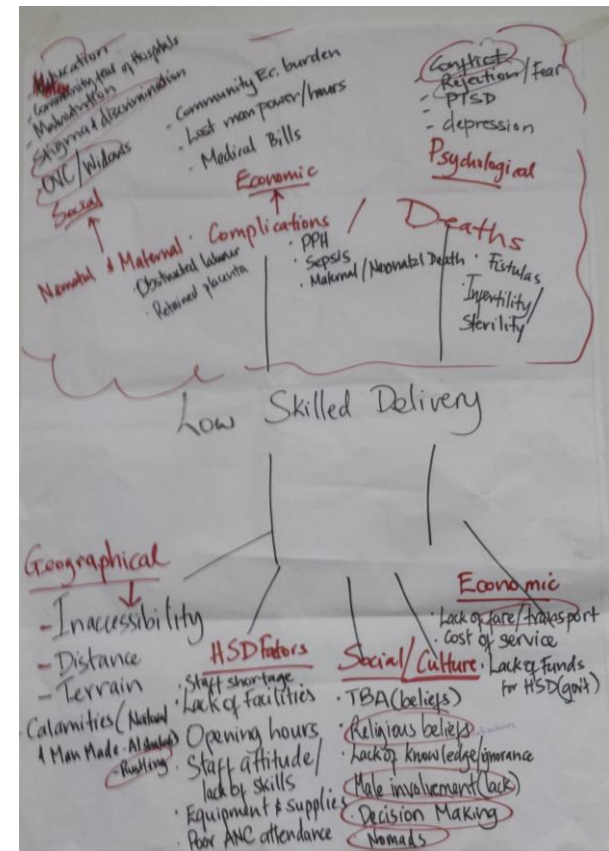 - Community fear of Hospitals
- Malnutrition
- Stigma & discrimination
- OVC/Widows
Social
- Community Ec. burden
- Lost man power/hours
- Medical Bills
Economic
- Conflict
- Rejection/Fear
- PTSD
- depression
Psychological
Neonatal & Maternal · Complications / Deaths
· Obstructed labour
· Retained placenta
· PPH
· Sepsis
· Maternal/Neonatal Death
· Fistulas
· Infertility/
Sterility
Low Skilled Delivery
Geographical
- Inaccessibility
- Distance
- Terrain
- Calamities (Natural
& Man Made -
- Rustling
HSD Fators
· Staff shortage
· Lack of Facilities
· Opening hours
· Staff attitude/
lack of skills
· Equipment & supplies
· Poor ANC attendance
Social/Culture
· TBA (beliefs)
· Religious beliefs
· Lack of knowledge/ignorance
· Male involvement (lack)
· Decision Making
· Nomads
Economic
· Lack of fare/transport
· Cost of service
· Lack of Funds
for HSD (govt)